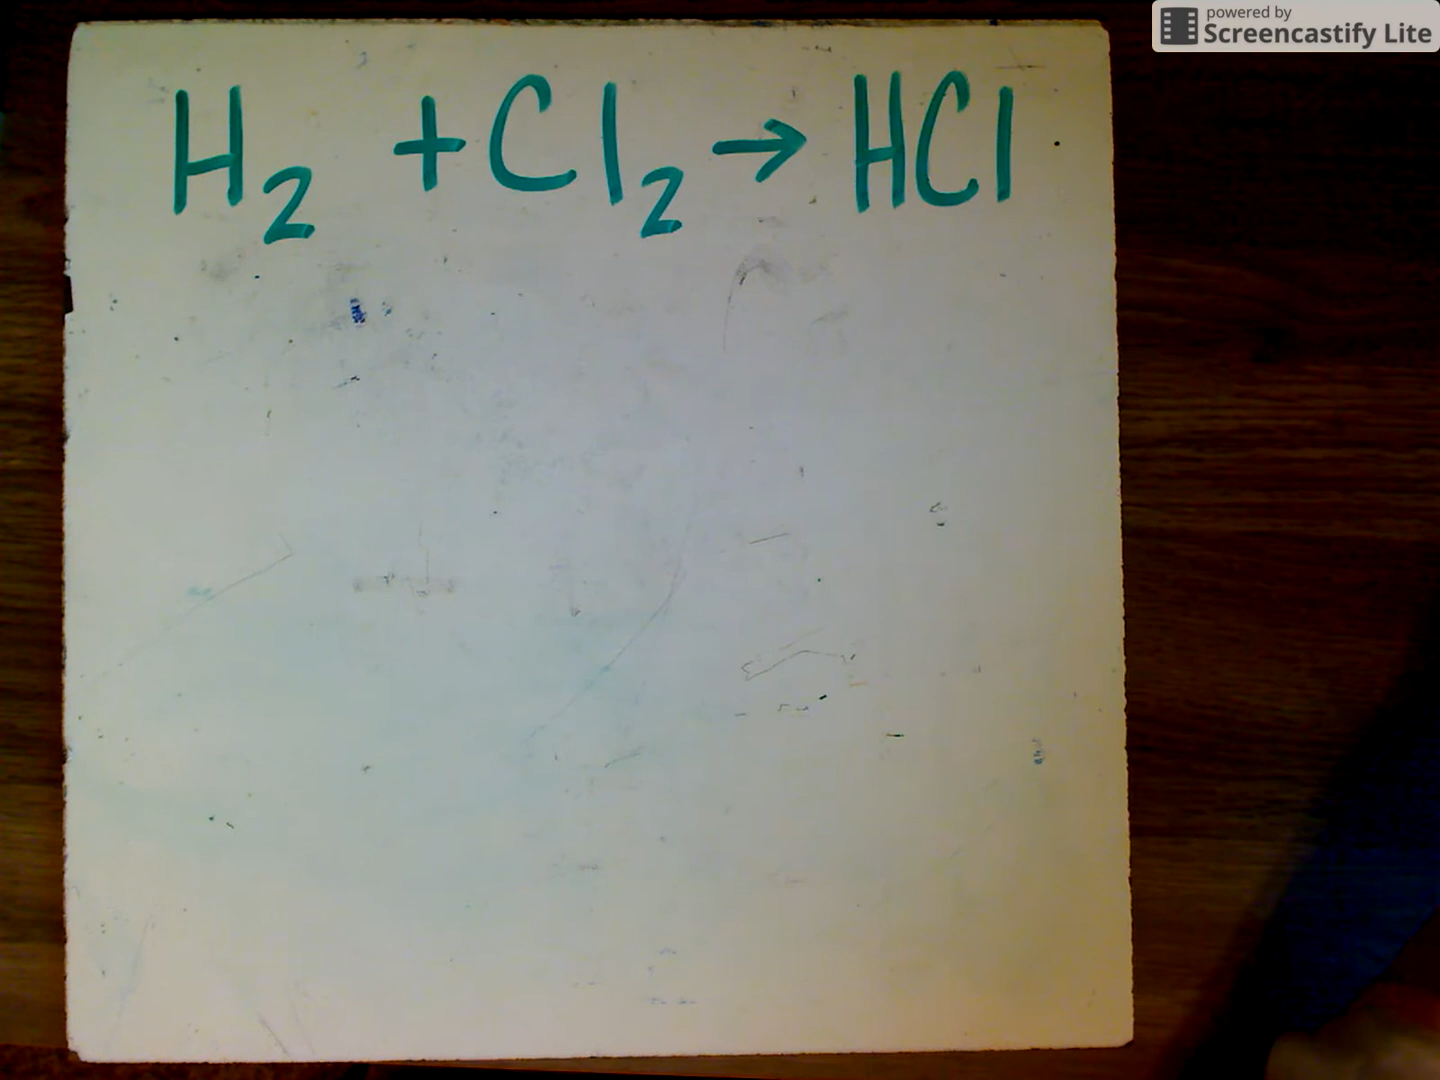 powered by
Screencastify Lite
H₂ + Cl₂ → HCl